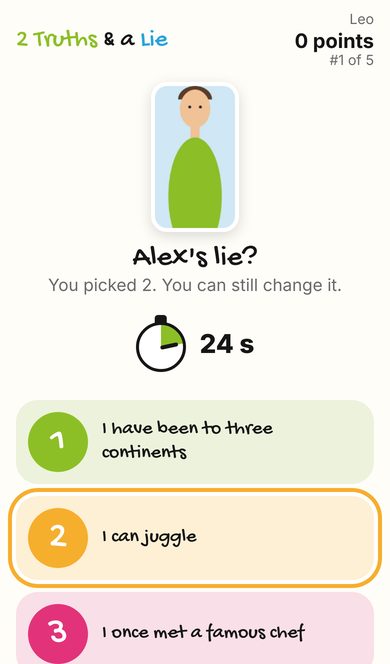 2 Truths & a Lie
Leo
0 points
#1 of 5
Alex's lie?
You picked 2. You can still change it.
24 s
1
I have been to three
continents
2
I can juggle
3
I once met a famous chef